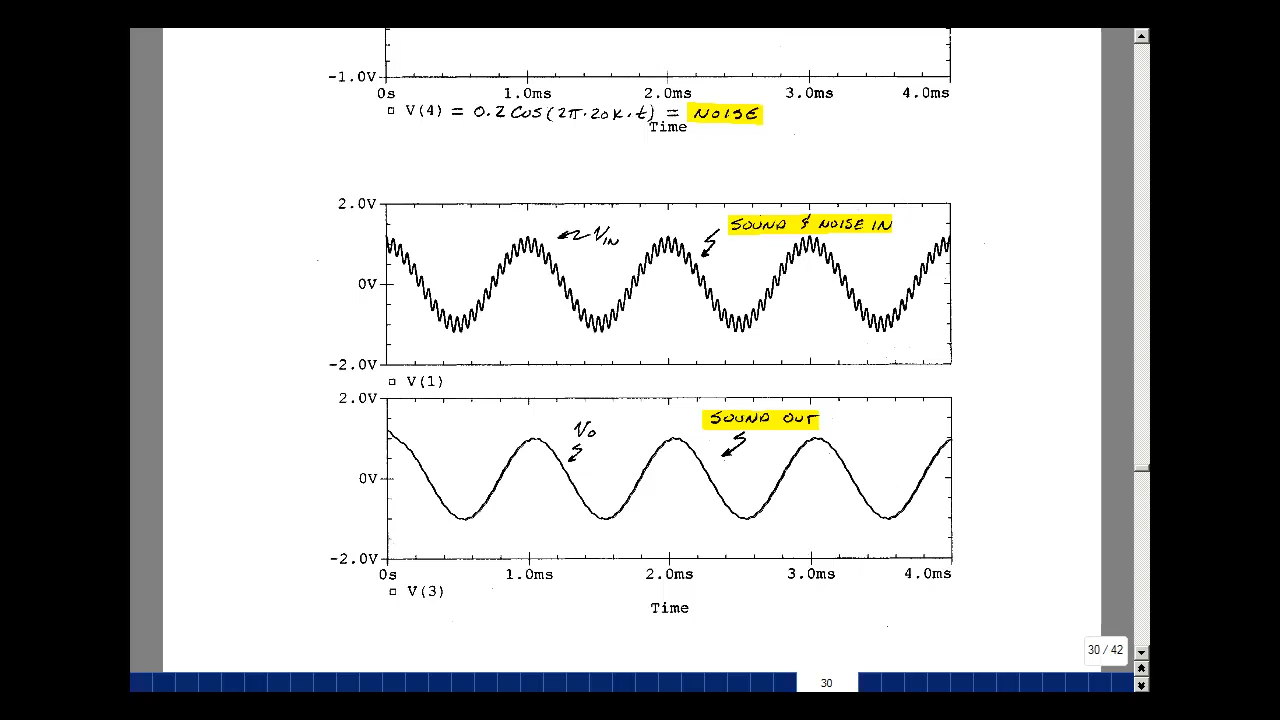 -1.0V
0s 1.0ms 2.0ms 3.0ms 4.0ms
V(4) = 0.2 COS(2π·20K·t) = NOISE
Time
2.0V
SOUND & NOISE IN
VIN
0V
-2.0V
V(1)
2.0V
SOUND OUT
Vo
0V
-2.0V
0s 1.0ms 2.0ms 3.0ms 4.0ms
V(3)
Time
30 / 42
30